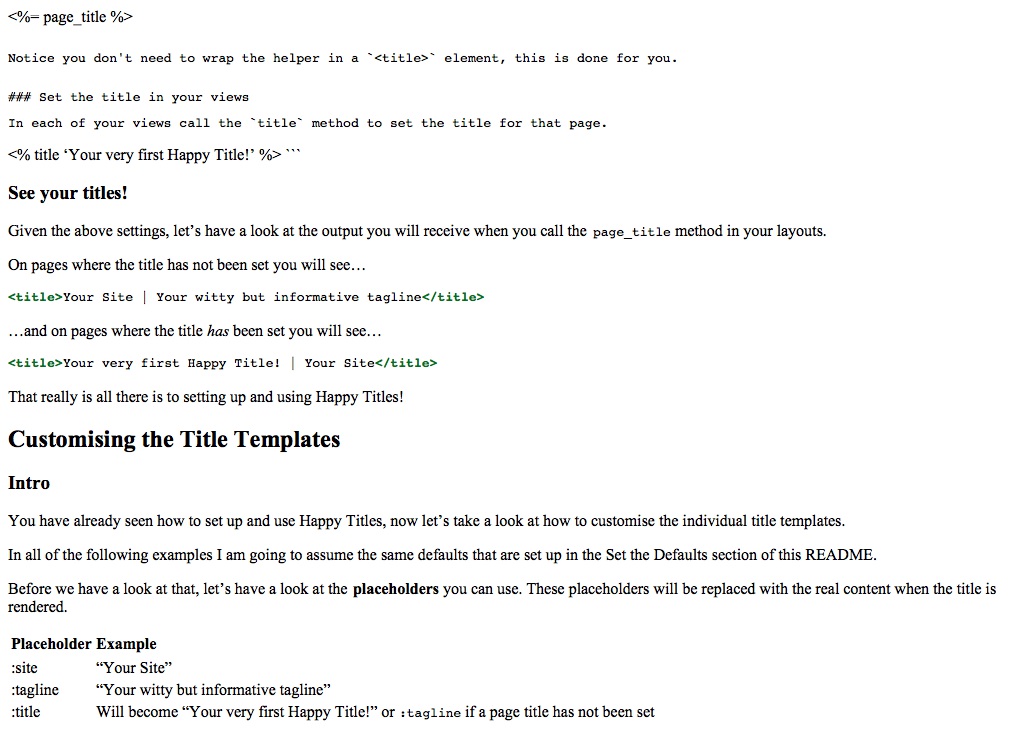 <%= page_title %>
Notice you don't need to wrap the helper in a `<title>` element, this is done for you.
### Set the title in your views
In each of your views call the `title` method to set the title for that page.
<% title ‘Your very first Happy Title!’ %> ```
See your titles!
Given the above settings, let’s have a look at the output you will receive when you call the page_title method in your layouts.
On pages where the title has not been set you will see…
<title>Your Site | Your witty but informative tagline</title>
…and on pages where the title has been set you will see…
<title>Your very first Happy Title! | Your Site</title>
That really is all there is to setting up and using Happy Titles!
Customising the Title Templates
Intro
You have already seen how to set up and use Happy Titles, now let’s take a look at how to customise the individual title templates.
In all of the following examples I am going to assume the same defaults that are set up in the Set the Defaults section of this README.
Before we have a look at that, let’s have a look at the placeholders you can use. These placeholders will be replaced with the real content when the title is
rendered.
Placeholder Example
:site “Your Site”
:tagline “Your witty but informative tagline”
:title Will become “Your very first Happy Title!” or :tagline if a page title has not been set